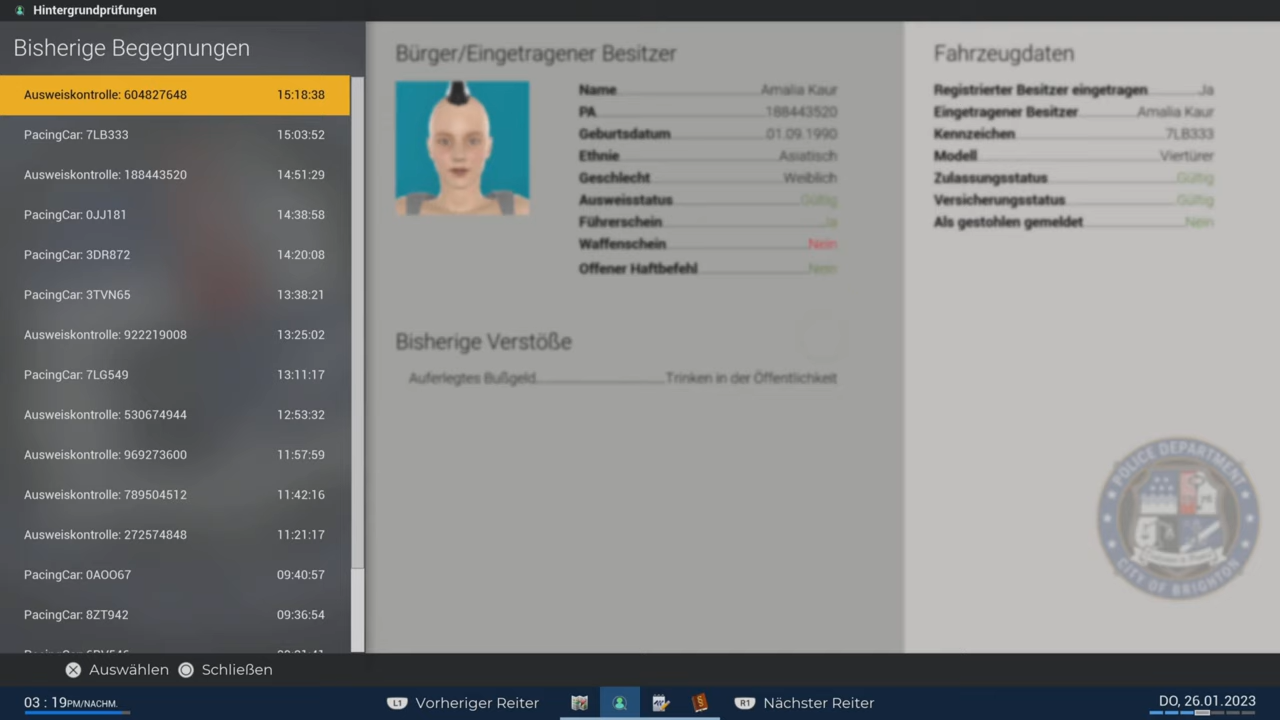 Hintergrundprüfungen
Bisherige Begegnungen
Ausweiskontrolle: 604827648 15:18:38
PacingCar: 7LB333 15:03:52
Ausweiskontrolle: 188443520 14:51:29
PacingCar: 0JJ181 14:38:58
PacingCar: 3DR872 14:20:08
PacingCar: 3TVN65 13:38:21
Ausweiskontrolle: 922219008 13:25:02
PacingCar: 7LG549 13:11:17
Ausweiskontrolle: 530674944 12:53:32
Ausweiskontrolle: 969273600 11:57:59
Ausweiskontrolle: 789504512 11:42:16
Ausweiskontrolle: 272574848 11:21:17
PacingCar: 0AOO67 09:40:57
PacingCar: 8ZT942 09:36:54
Bürger/Eingetragener Besitzer
Name Amalia Kaur
PA 188443520
Geburtsdatum 01.09.1990
Ethnie Asiatisch
Geschlecht Weiblich
Ausweisstatus Gültig
Führerschein Ja
Waffenschein Nein
Offener Haftbefehl Nein
Bisherige Verstöße
Auferlegtes Bußgeld Trinken in der Öffentlichkeit
Fahrzeugdaten
Registrierter Besitzer eingetragen Ja
Eingetragener Besitzer Amalia Kaur
Kennzeichen 7LB333
Modell Viertürer
Zulassungsstatus Gültig
Versicherungsstatus Gültig
Als gestohlen gemeldet Nein
POLICE DEPARTMENT
CITY OF BRIGHTON
Auswählen Schließen
03 : 19PM/NACHM. L1 Vorheriger Reiter R1 Nächster Reiter DO, 26.01.2023